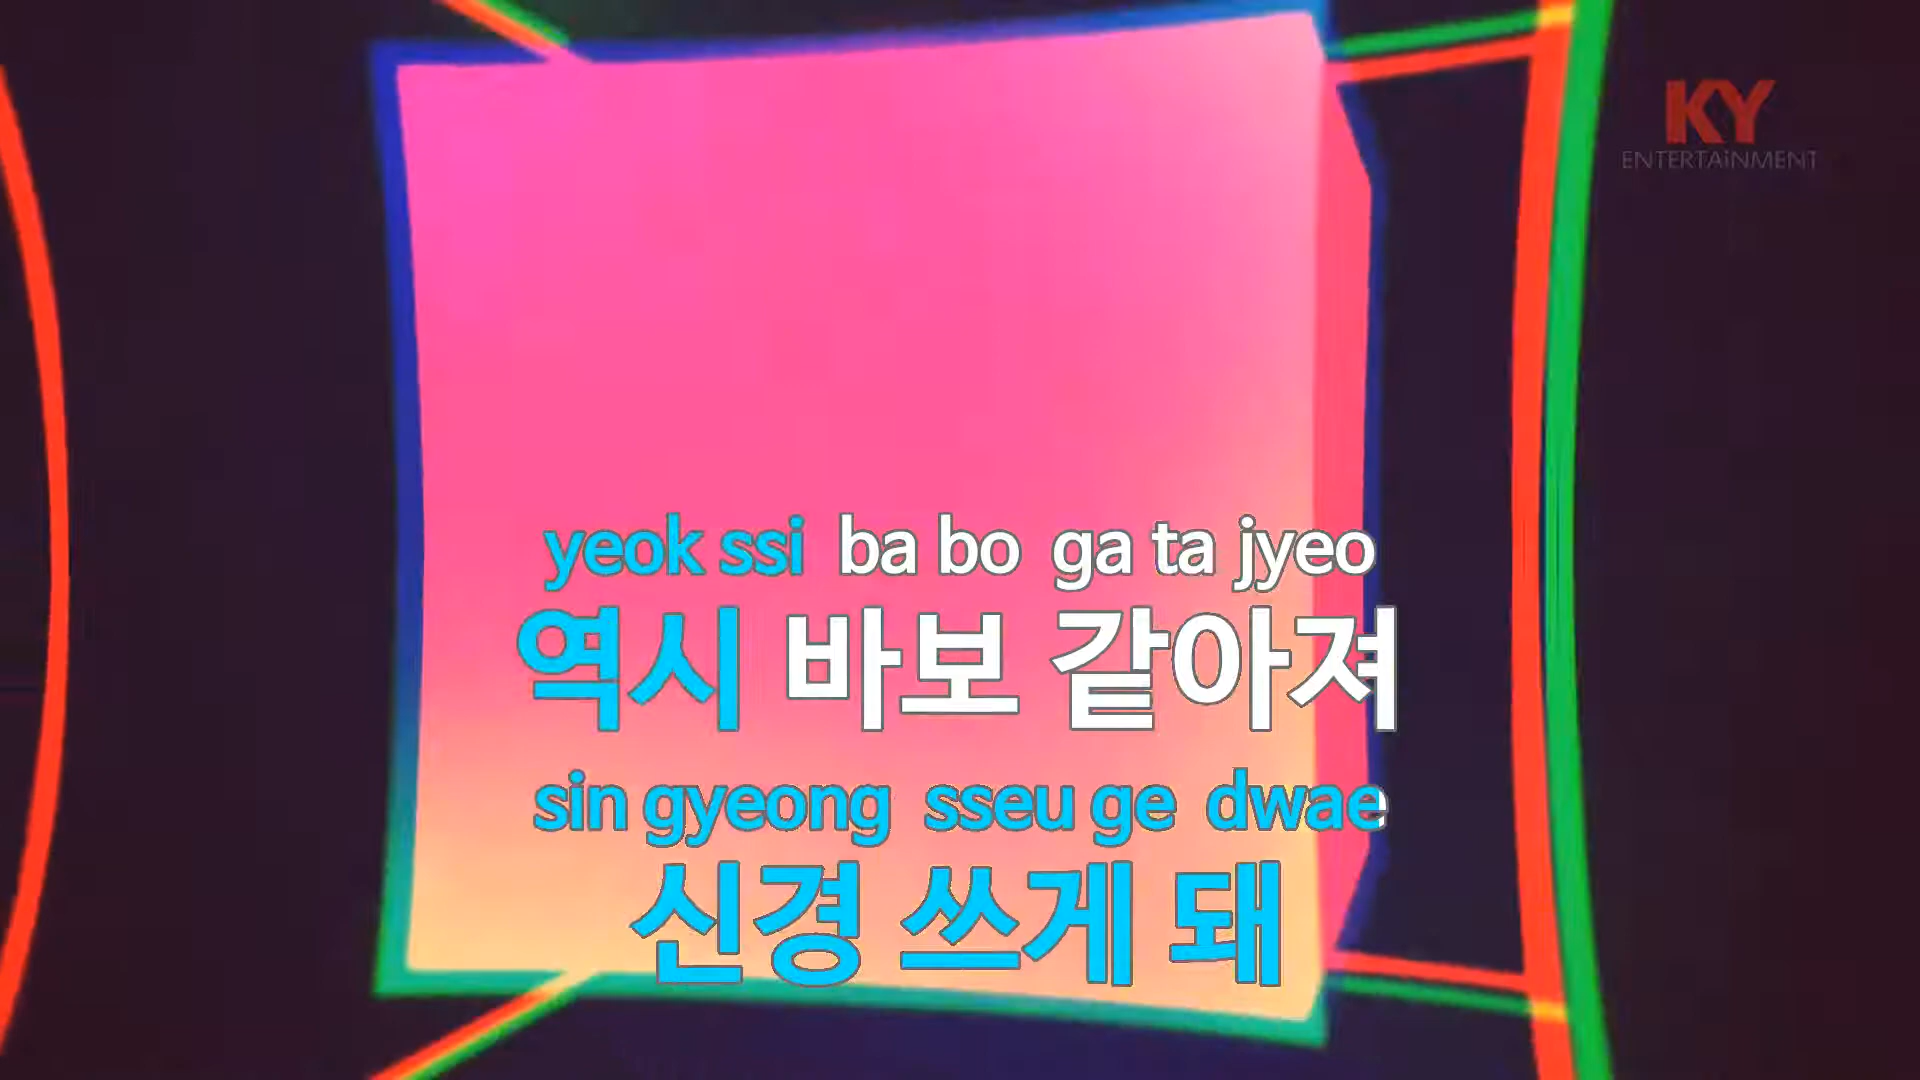 KY
ENTERTAiNMENT
yeok ssi ba bo ga ta jyeo
역시 바보 같아져
sin gyeong sseu ge dwae
신경 쓰게 돼